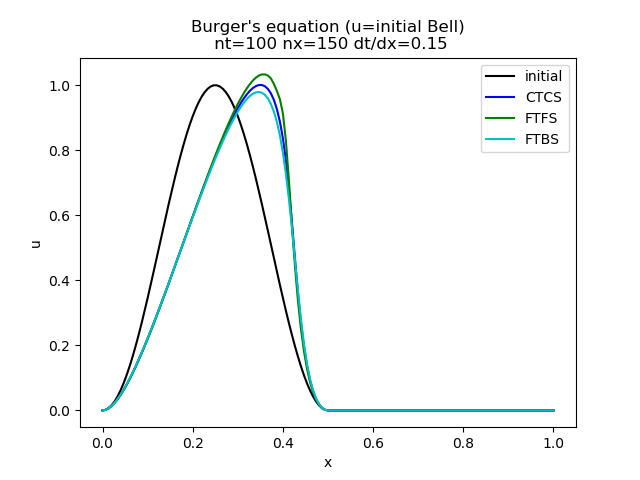 Burger's equation (u=initial Bell)
nt=100 nx=150 dt/dx=0.15
initial
CTCS
FTFS
FTBS
1.0
0.8
0.6
0.4
0.2
0.0
u
0.0 0.2 0.4 0.6 0.8 1.0
x